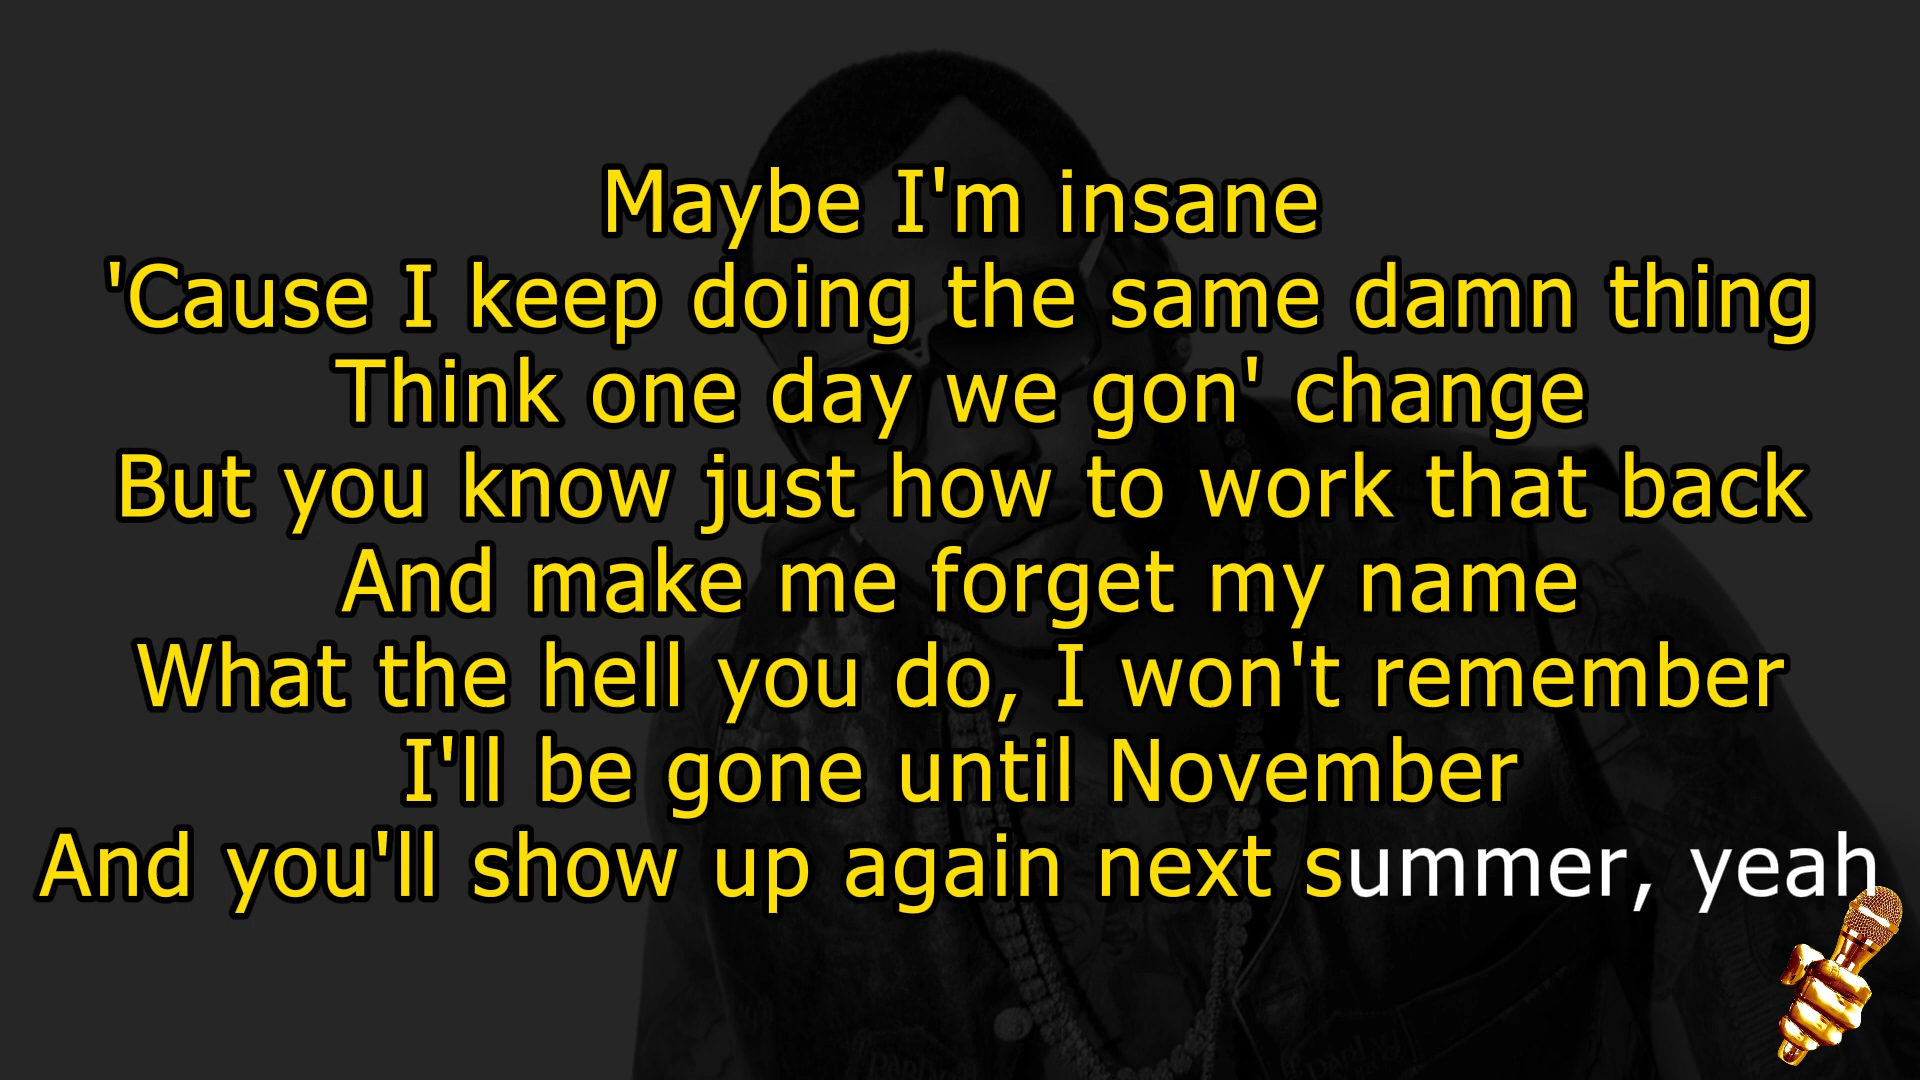 Maybe I'm insane
'Cause I keep doing the same damn thing
Think one day we gon' change
But you know just how to work that back
And make me forget my name
What the hell you do, I won't remember
I'll be gone until November
And you'll show up again next summer, yeah